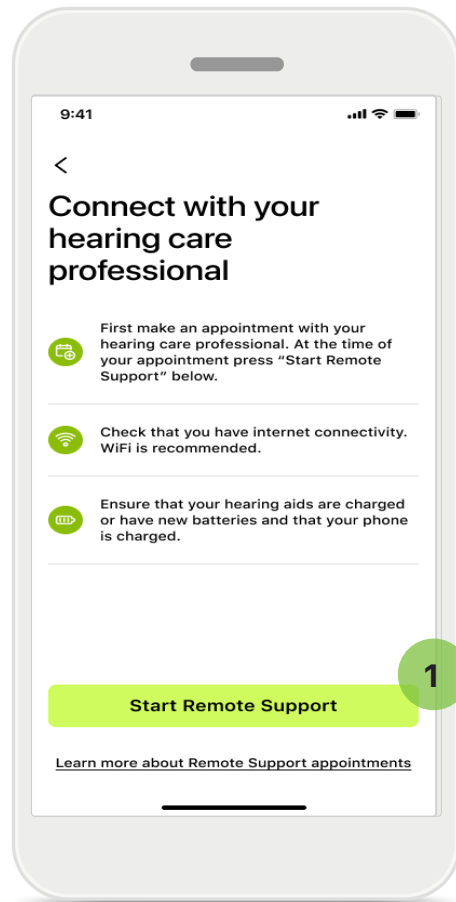 9:41
Connect with your
hearing care
professional
First make an appointment with your
hearing care professional. At the time of
your appointment press “Start Remote
Support” below.
Check that you have internet connectivity.
WiFi is recommended.
Ensure that your hearing aids are charged
or have new batteries and that your phone
is charged.
1
Start Remote Support
Learn more about Remote Support appointments